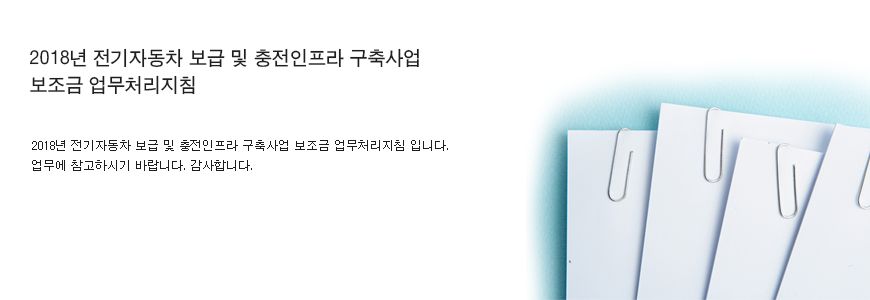 2018년 전기자동차 보급 및 충전인프라 구축사업
보조금 업무처리지침
2018년 전기자동차 보급 및 충전인프라 구축사업 보조금 업무처리지침 입니다.
업무에 참고하시기 바랍니다. 감사합니다.